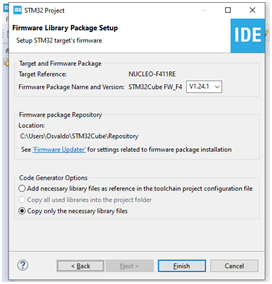 IDE STM32 Project
Firmware Library Package Setup
Setup STM32 target's firmware
IDE
Target and Firmware Package
Target Reference: NUCLEO-F411RE
Firmware Package Name and Version: STM32Cube FW_F4 V1.24.1
Firmware package Repository
Location:
C:\Users\Osvaldo\STM32Cube\Repository
See 'Firmware Updater' for settings related to firmware package installation
Code Generator Options
Add necessary library files as reference in the toolchain project configuration file
Copy all used libraries into the project folder
Copy only the necessary library files
? < Back Next > Finish Cancel